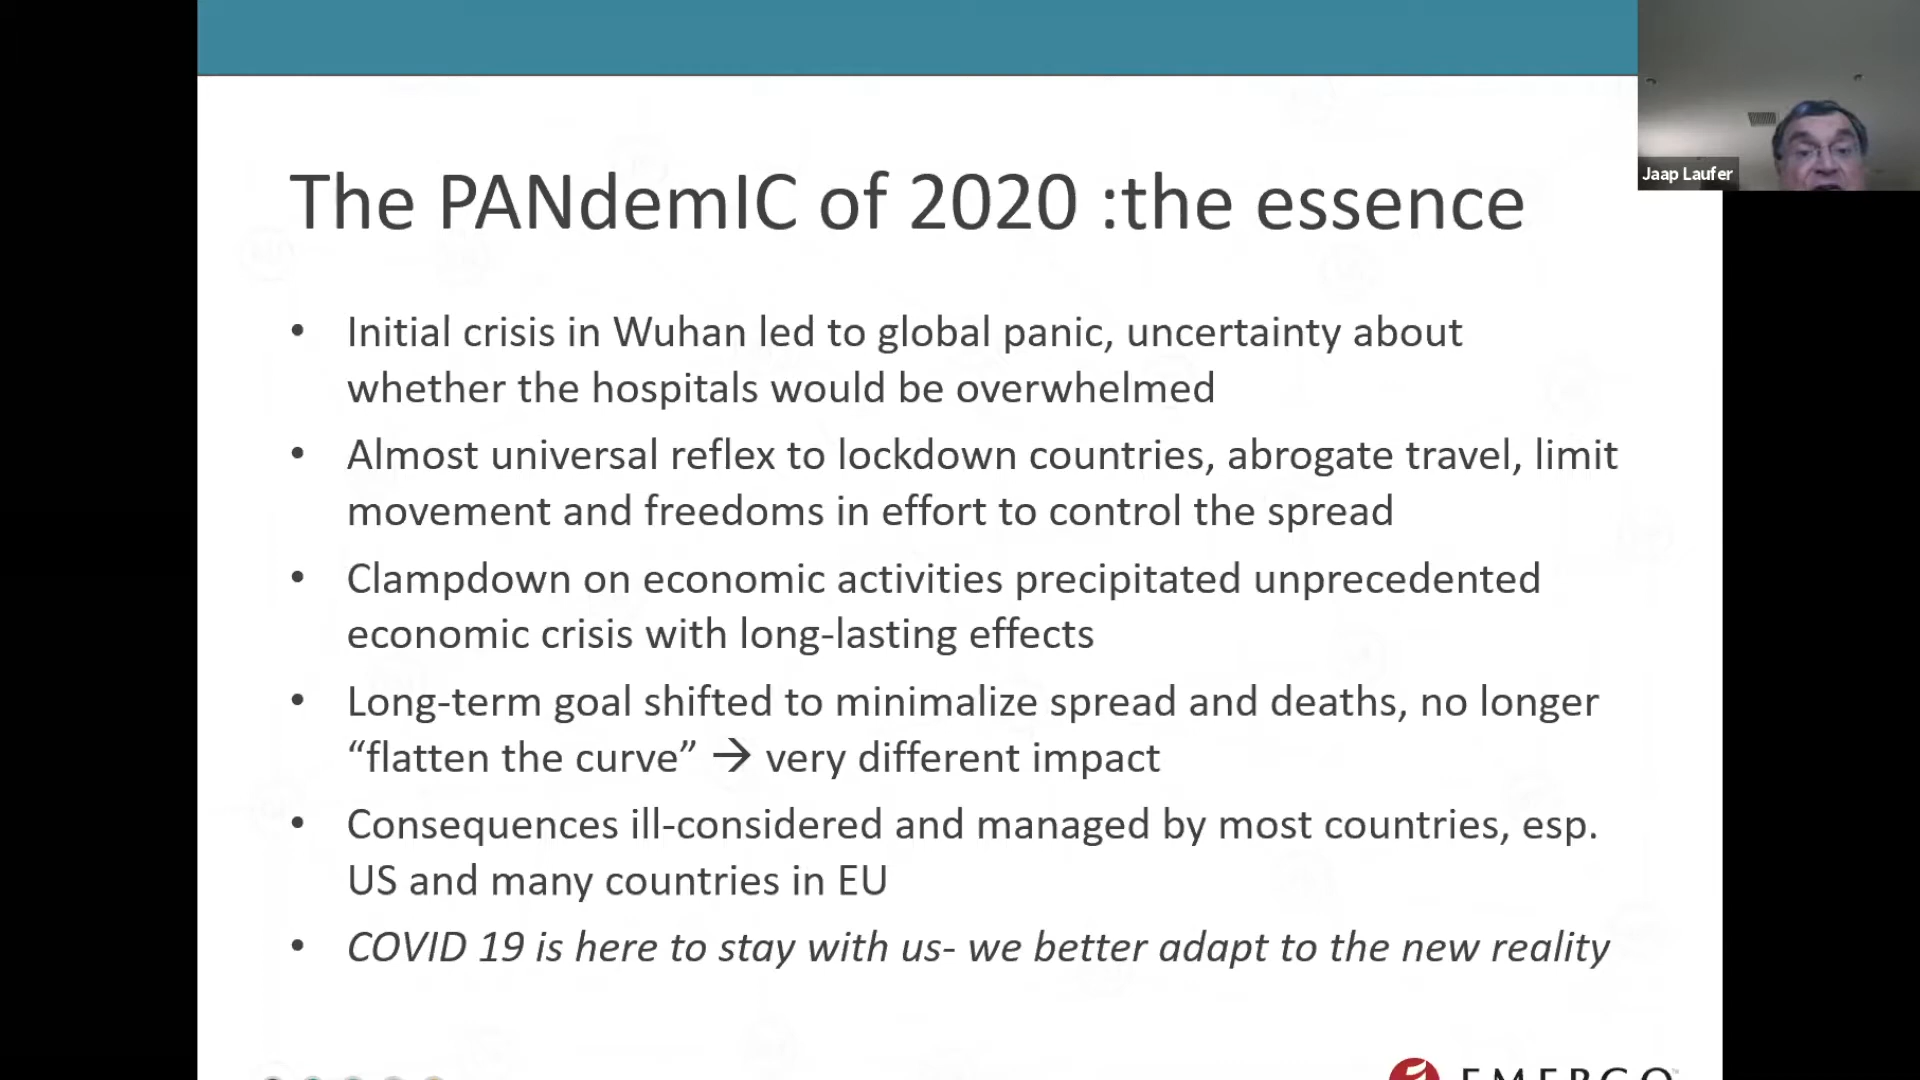 Jaap Laufer
The PANdemIC of 2020 :the essence
• Initial crisis in Wuhan led to global panic, uncertainty about
whether the hospitals would be overwhelmed
• Almost universal reflex to lockdown countries, abrogate travel, limit
movement and freedoms in effort to control the spread
• Clampdown on economic activities precipitated unprecedented
economic crisis with long-lasting effects
• Long-term goal shifted to minimalize spread and deaths, no longer
“flatten the curve” → very different impact
• Consequences ill-considered and managed by most countries, esp.
US and many countries in EU
• COVID 19 is here to stay with us- we better adapt to the new reality
EMERGO